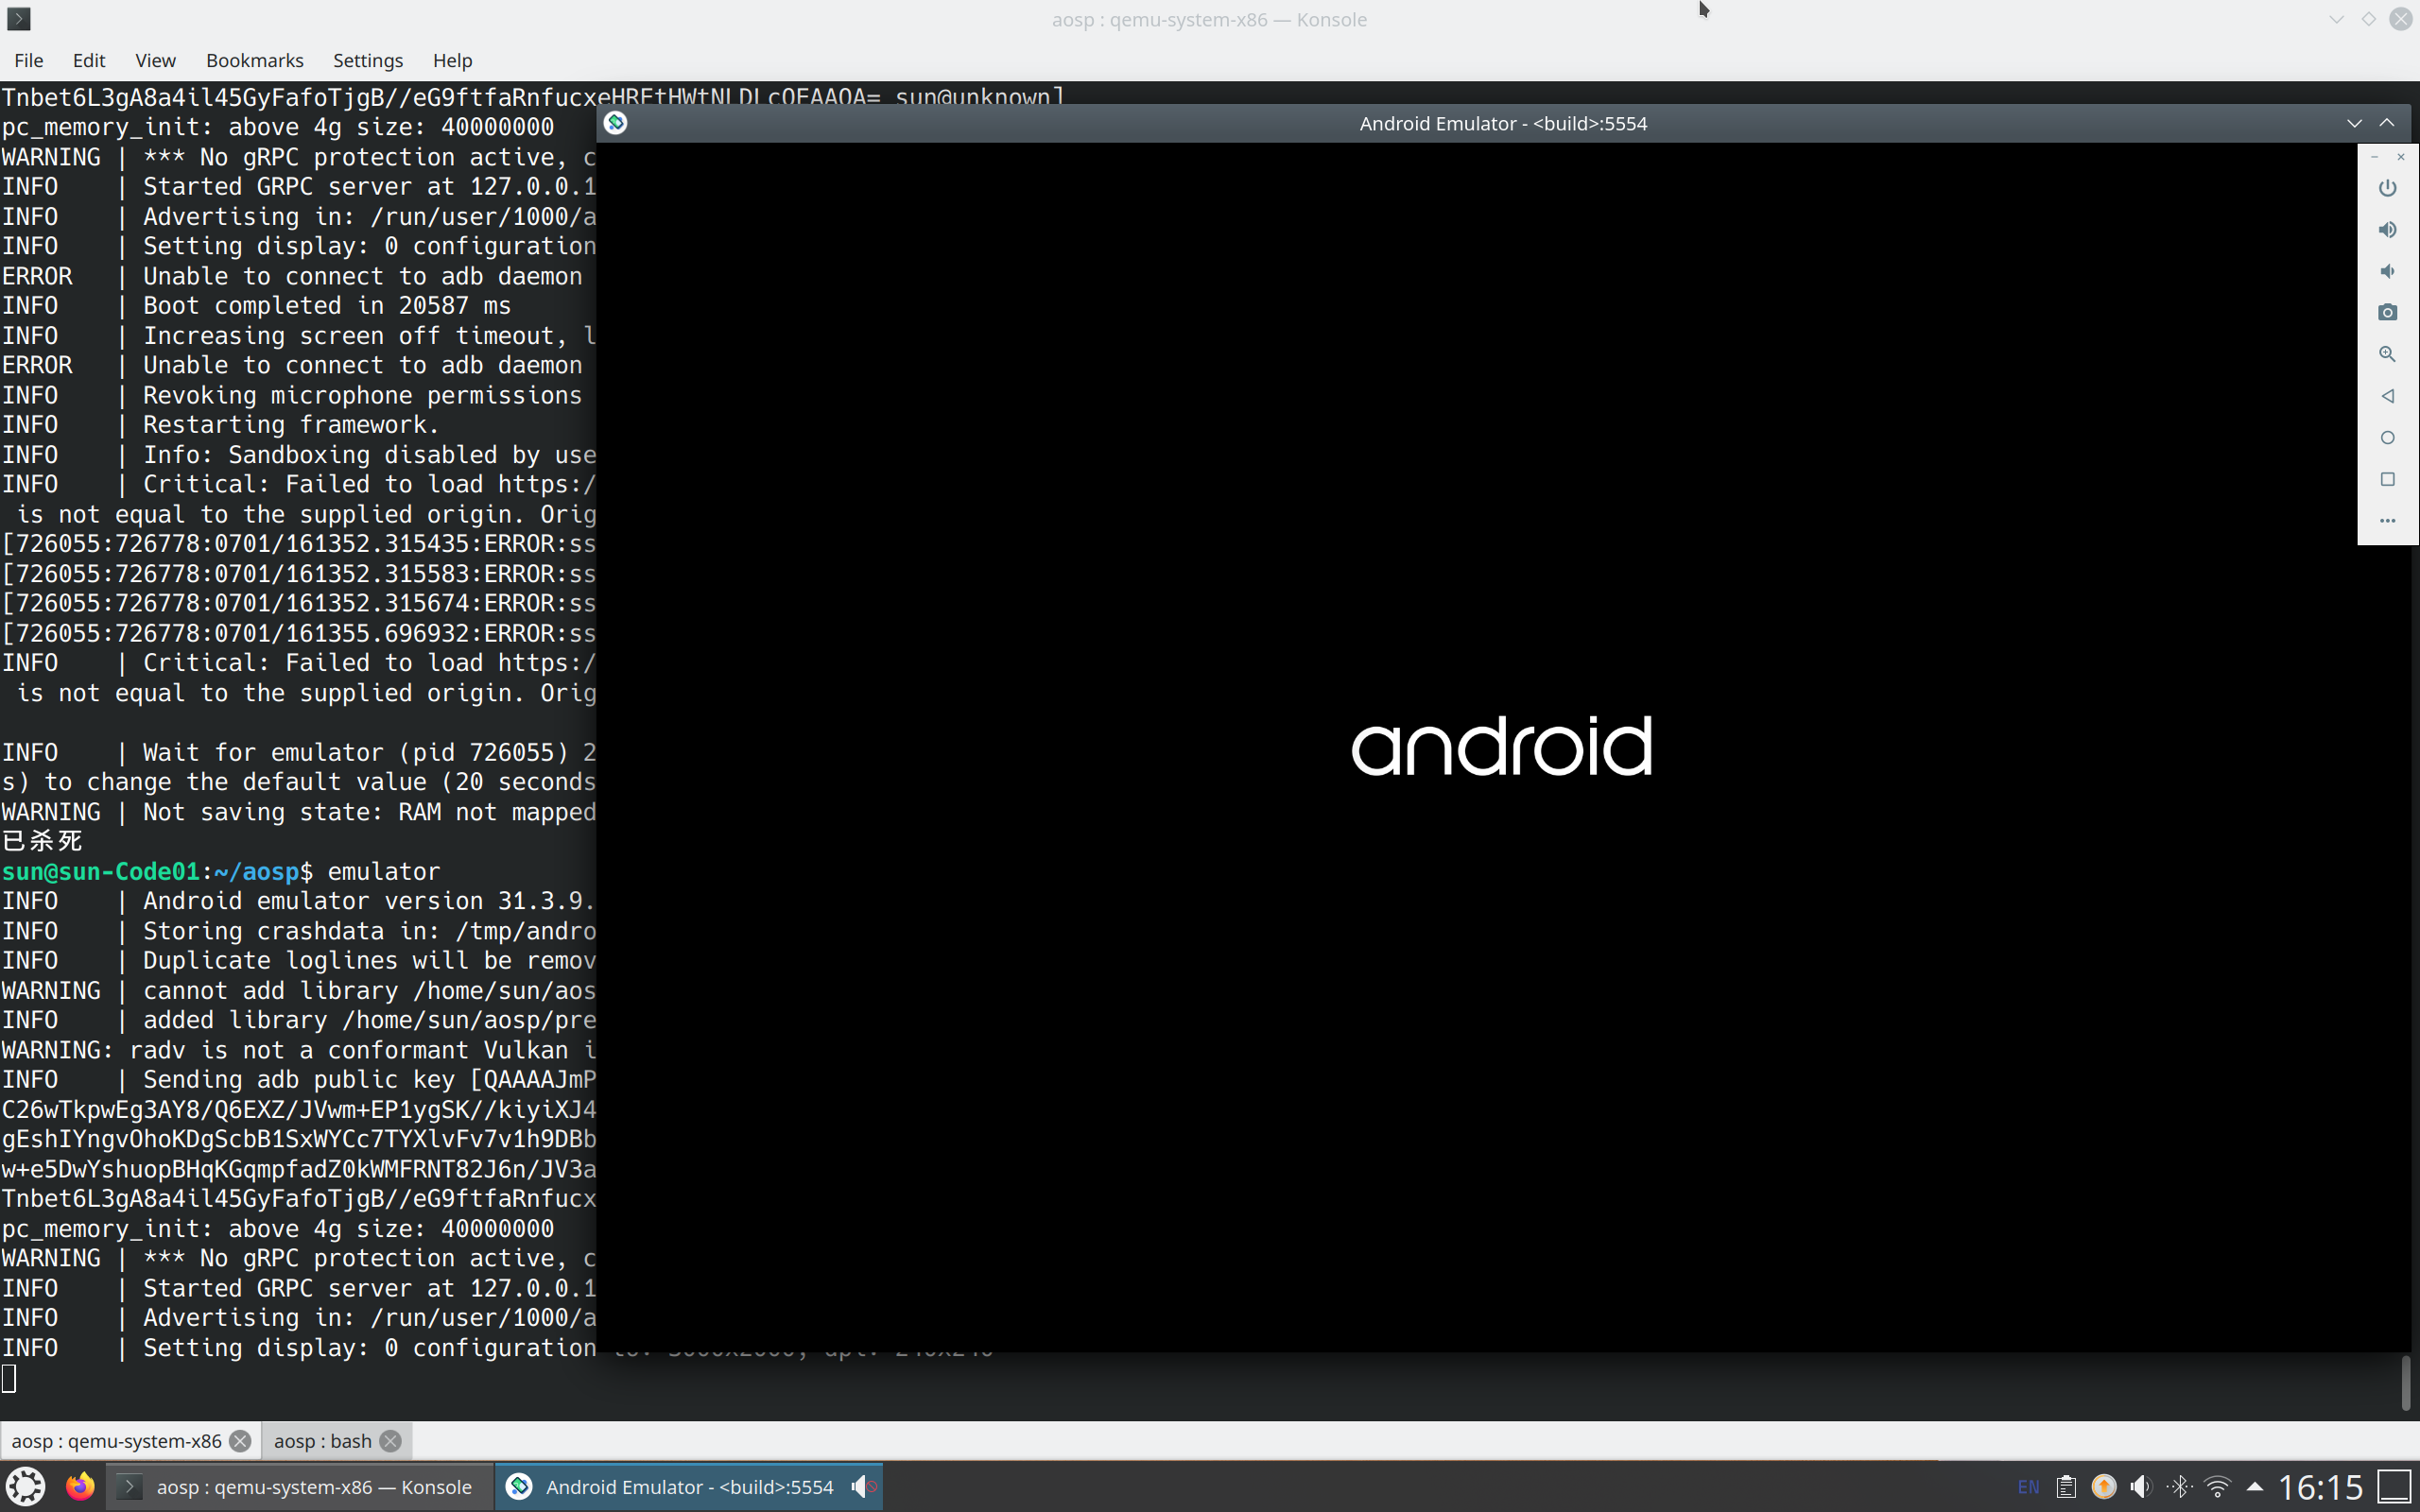 aosp : qemu-system-x86 — Konsole
File Edit View Bookmarks Settings Help
Tnbet6L3gA8a4il45GyFafoTjgB//eG9ftfaRnfucxeHRFtHWtNLDLcOEAAQA= sun@unknown]
pc_memory_init: above 4g size: 40000000
Android Emulator - <build>:5554
WARNING | *** No gRPC protection active, c
INFO | Started GRPC server at 127.0.0.1
INFO | Advertising in: /run/user/1000/a
INFO | Setting display: 0 configuration
ERROR | Unable to connect to adb daemon
INFO | Boot completed in 20587 ms
INFO | Increasing screen off timeout, l
ERROR | Unable to connect to adb daemon
INFO | Revoking microphone permissions
INFO | Restarting framework.
INFO | Info: Sandboxing disabled by use
INFO | Critical: Failed to load https:/
is not equal to the supplied origin. Orig
[726055:726778:0701/161352.315435:ERROR:ss
[726055:726778:0701/161352.315583:ERROR:ss
[726055:726778:0701/161352.315674:ERROR:ss
[726055:726778:0701/161355.696932:ERROR:ss
INFO | Critical: Failed to load https:/
is not equal to the supplied origin. Orig
android
INFO | Wait for emulator (pid 726055) 2
s) to change the default value (20 seconds
WARNING | Not saving state: RAM not mapped
已杀死
sun@sun-Code01:~/aosp$ emulator
INFO | Android emulator version 31.3.9.
INFO | Storing crashdata in: /tmp/andro
INFO | Duplicate loglines will be remov
WARNING | cannot add library /home/sun/aos
INFO | added library /home/sun/aosp/pre
WARNING: radv is not a conformant Vulkan i
INFO | Sending adb public key [QAAAAJmP
C26wTkpwEg3AY8/Q6EXZ/JVwm+EP1ygSK//kiyiXJ4
gEshIYngvOhoKDgScbB1SxWYCc7TYXlvFv7v1h9DBb
w+e5DwYshuopBHqKGqmpfadZ0kWMFRNT82J6n/JV3a
Tnbet6L3gA8a4il45GyFafoTjgB//eG9ftfaRnfucx
pc_memory_init: above 4g size: 40000000
WARNING | *** No gRPC protection active, c
INFO | Started GRPC server at 127.0.0.1
INFO | Advertising in: /run/user/1000/a
INFO | Setting display: 0 configuration
aosp : qemu-system-x86 aosp : bash
aosp : qemu-system-x86 — Konsole Android Emulator - <build>:5554 EN 16:15